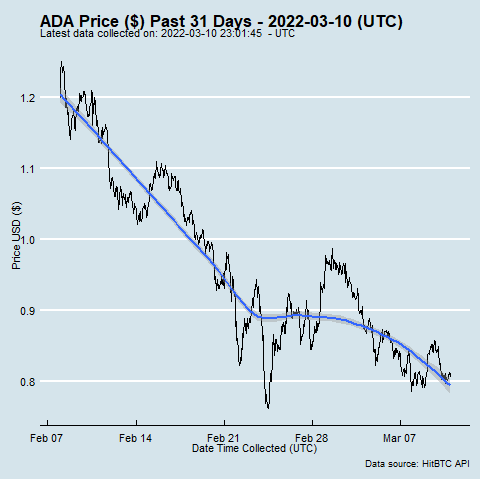 ADA Price ($) Past 31 Days - 2022-03-10 (UTC)
Latest data collected on: 2022-03-10 23:01:45  - UTC
Price USD ($)
1.2
1.1
1.0
0.9
0.8
Feb 07
Feb 14
Feb 21
Feb 28
Mar 07
Date Time Collected (UTC)
Data source: HitBTC API